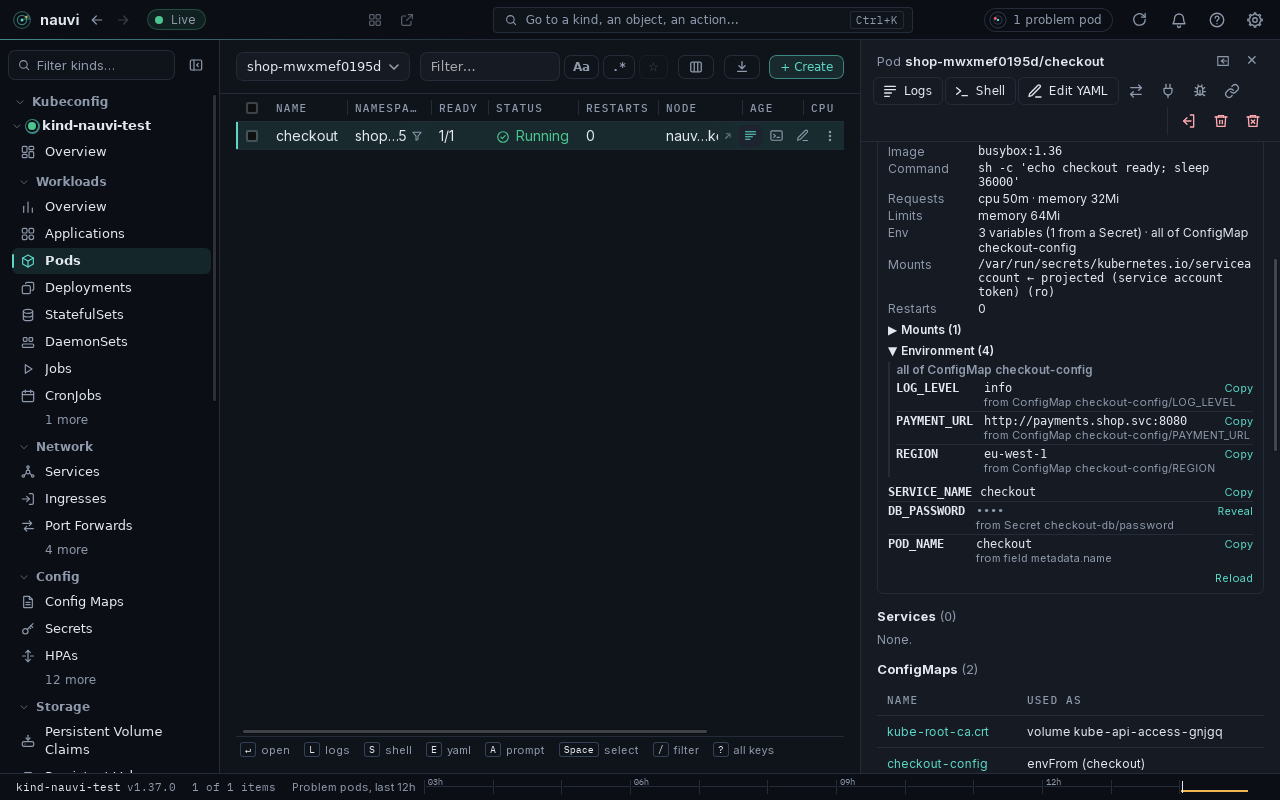 nauvi
Live
Go to a kind, an object, an action…
Ctrl+K
1 problem pod
Filter kinds…
Kubeconfig
kind-nauvi-test
Overview
Workloads
Overview
Applications
Pods
Deployments
StatefulSets
DaemonSets
Jobs
CronJobs
1 more
Network
Services
Ingresses
Port Forwards
4 more
Config
Config Maps
Secrets
HPAs
12 more
Storage
Persistent Volume
Claims
shop-mwxmef0195d
Filter…
Aa
.*
+ Create
NAME NAMESPA… READY STATUS RESTARTS NODE AGE CPU
checkout shop…5 1/1 Running 0
open L logs S shell E yaml A prompt Space select / filter ? all keys
Pod shop-mwxmef0195d/checkout
Logs
Shell
Edit YAML
Image busybox:1.36
Command sh -c 'echo checkout ready; sleep
36000'
Requests cpu 50m · memory 32Mi
Limits memory 64Mi
Env 3 variables (1 from a Secret) · all of ConfigMap
checkout-config
Mounts /var/run/secrets/kubernetes.io/servicea
ccount ← projected (service account
token) (ro)
Restarts 0
▶ Mounts (1)
▼ Environment (4)
all of ConfigMap checkout-config
LOG_LEVEL info Copy
from ConfigMap checkout-config/LOG_LEVEL
PAYMENT_URL http://payments.shop.svc:8080 Copy
from ConfigMap checkout-config/PAYMENT_URL
REGION eu-west-1 Copy
from ConfigMap checkout-config/REGION
SERVICE_NAME checkout Copy
DB_PASSWORD •••• Reveal
from Secret checkout-db/password
POD_NAME checkout Copy
from field metadata.name
Reload
Services (0)
None.
ConfigMaps (2)
NAME USED AS
kube-root-ca.crt volume kube-api-access-gnjgq
checkout-config envFrom (checkout)
kind-nauvi-test v1.37.0 1 of 1 items Problem pods, last 12h 03h 06h 09h 12h